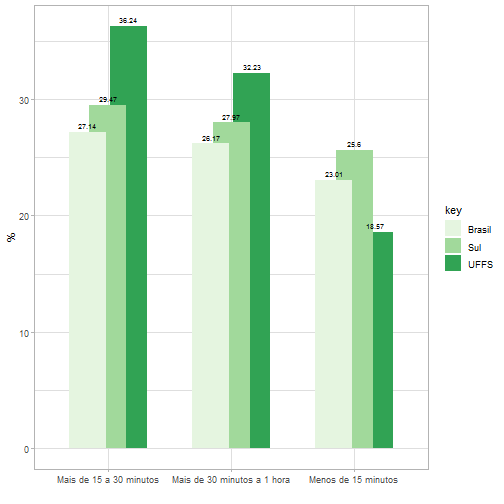 36.24
32.23
29.47
27.97
27.14
26.17
25.6
23.01
18.57
30
20
10
0
%
Mais de 15 a 30 minutos
Mais de 30 minutos a 1 hora
Menos de 15 minutos
key
Brasil
Sul
UFFS